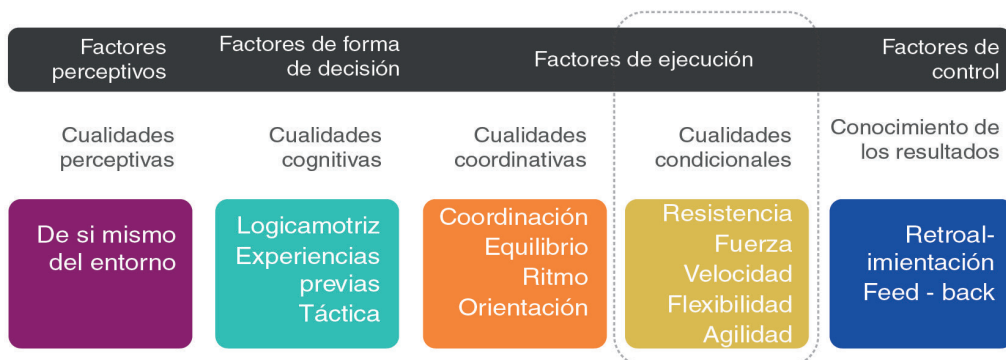 Factores
perceptivos
Factores de forma
de decisión
Factores de ejecución
Factores de
control
Cualidades
perceptivas
Cualidades
cognitivas
Cualidades
coordinativas
Cualidades
condicionales
Conocimiento de
los resultados
De si mismo
del entorno
Logicamotriz
Experiencias
previas
Táctica
Coordinación
Equilibrio
Ritmo
Orientación
Resistencia
Fuerza
Velocidad
Flexibilidad
Agilidad
Retroal-
imientación
Feed - back